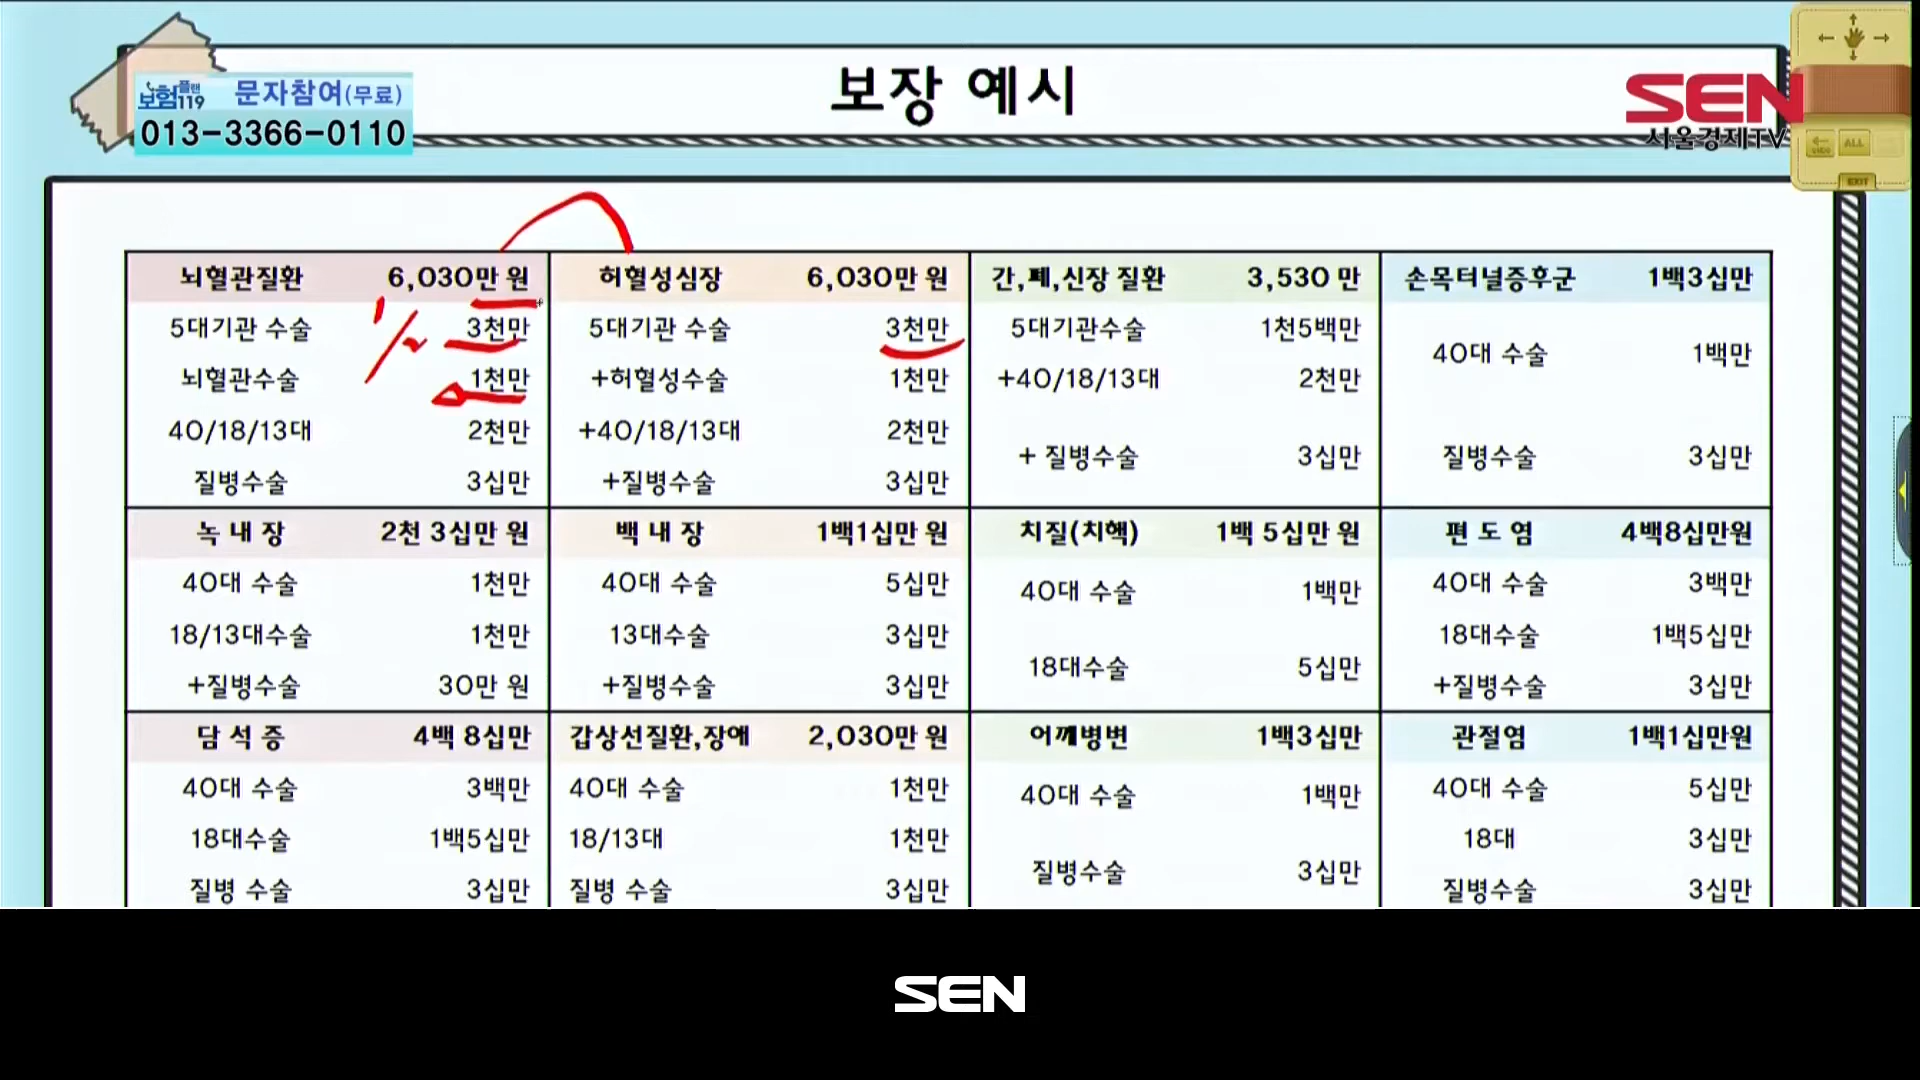 보험플랜119 문자참여(무료)
013-3366-0110
보장 예시
SEN
서울경제TV
ALL
EXIT
뇌혈관질환 6,030만 원
5대기관 수술 3천만
뇌혈관수술 1천만
40/18/13대 2천만
질병수술 3십만
1/2
허혈성심장 6,030만 원
5대기관 수술 3천만
+허혈성수술 1천만
+40/18/13대 2천만
+질병수술 3십만
간,폐,신장 질환 3,530 만
5대기관수술 1천5백만
+40/18/13대 2천만
+ 질병수술 3십만
손목터널증후군 1백3십만
40대 수술 1백만
질병수술 3십만
녹 내 장 2천 3십만 원
40대 수술 1천만
18/13대수술 1천만
+질병수술 30만 원
백 내 장 1백1십만 원
40대 수술 5십만
13대수술 3십만
+질병수술 3십만
치질(치핵) 1백 5십만 원
40대 수술 1백만
18대수술 5십만
편 도 염 4백8십만원
40대 수술 3백만
18대수술 1백5십만
+질병수술 3십만
담 석 증 4백 8십만
40대 수술 3백만
18대수술 1백5십만
질병 수술 3십만
갑상선질환,장애 2,030만 원
40대 수술 1천만
18/13대 1천만
질병 수술 3십만
어깨병변 1백3십만
40대 수술 1백만
질병수술 3십만
관절염 1백1십만원
40대 수술 5십만
18대 3십만
질병수술 3십만
SEN